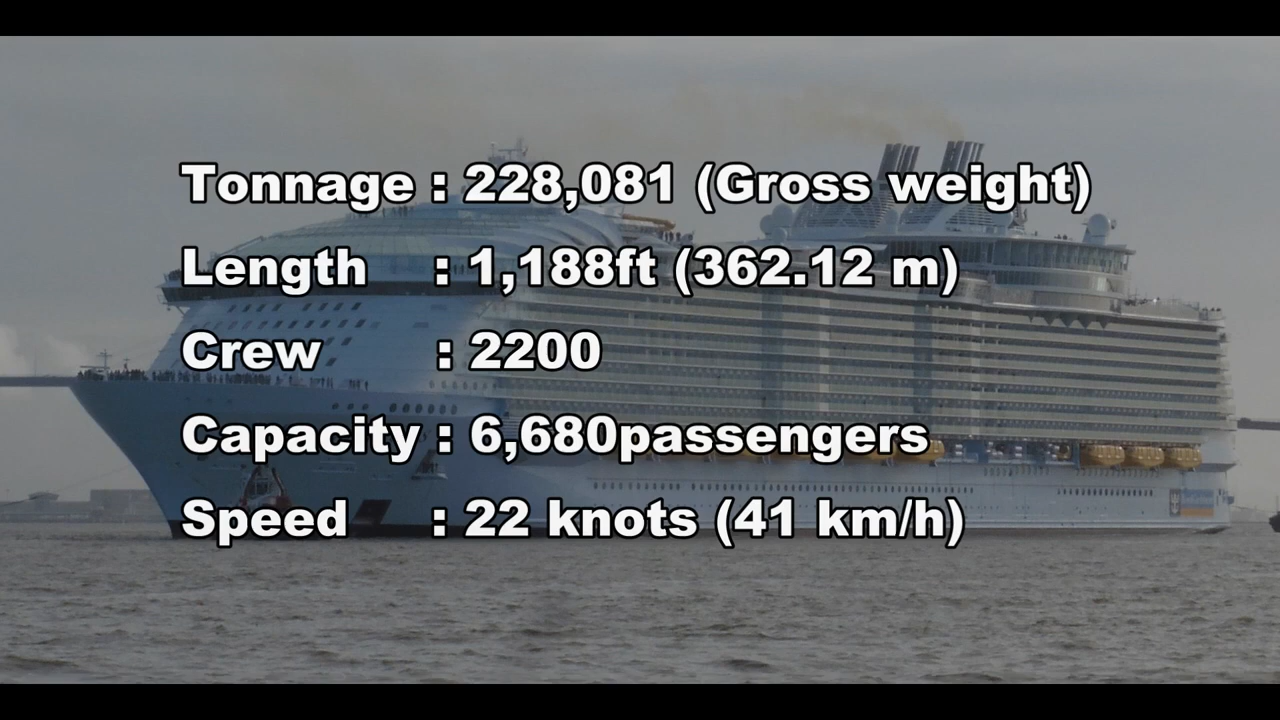 Tonnage : 228,081 (Gross weight)
Length : 1,188ft (362.12 m)
Crew : 2200
Capacity : 6,680passengers
Speed : 22 knots (41 km/h)